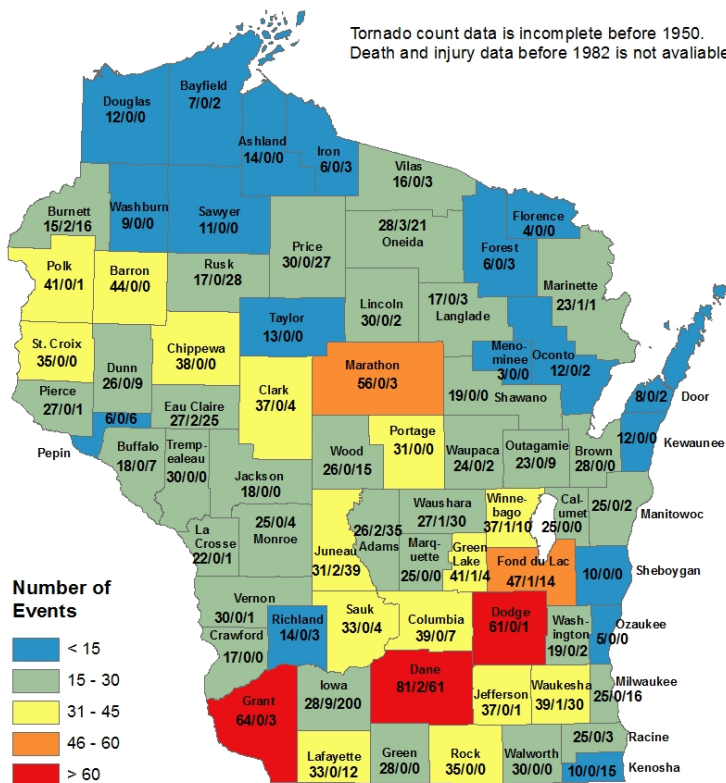 Tornado count data is incomplete before 1950.
Death and injury data before 1982 is not avaliable
Douglas
12/0/0
Bayfield
7/0/2
Ashland
14/0/0
Iron
6/0/3
Vilas
16/0/3
Burnett
15/2/16
Washburn
9/0/0
Sawyer
11/0/0
Price
30/0/27
28/3/21
Oneida
Florence
4/0/0
Forest
6/0/3
Marinette
23/1/1
Polk
41/0/1
Barron
44/0/0
Rusk
17/0/28
Lincoln
30/0/2
17/0/3
Langlade
Taylor
13/0/0
St. Croix
35/0/0
Dunn
26/0/9
Chippewa
38/0/0
Clark
37/0/4
Marathon
56/0/3
Meno-
minee
3/0/0
Oconto
12/0/2
19/0/0
Shawano
8/0/2
Door
Pierce
27/0/1
6/0/6
Pepin
Eau Claire
27/2/25
Buffalo
18/0/7
Tremp-
ealeau
30/0/0
Jackson
18/0/0
Wood
26/0/15
Portage
31/0/0
Waupaca
24/0/2
Outagamie
23/0/9
Brown
28/0/0
12/0/0
Kewaunee
La
Crosse
22/0/1
25/0/4
Monroe
Juneau
31/2/39
26/2/35
Adams
Waushara
27/1/30
Marq-
uette
25/0/0
Green
Lake
41/1/4
Winne-
bago
37/1/10
Cal-
umet
25/0/0
25/0/2
Manitowoc
Fond du Lac
47/1/14
10/0/0
Sheboygan
Vernon
30/0/1
Crawford
17/0/0
Richland
14/0/3
Sauk
33/0/4
Columbia
39/0/7
Dodge
61/0/1
Wash-
ington
19/0/2
Ozaukee
5/0/0
Grant
64/0/3
Iowa
28/9/200
Dane
81/2/61
Jefferson
37/0/1
Waukesha
39/1/30
Milwaukee
25/0/16
Lafayette
33/0/12
Green
28/0/0
Rock
35/0/0
Walworth
30/0/0
25/0/3
Racine
10/0/15
Kenosha
Number of
Events
< 15
15 - 30
31 - 45
46 - 60
> 60